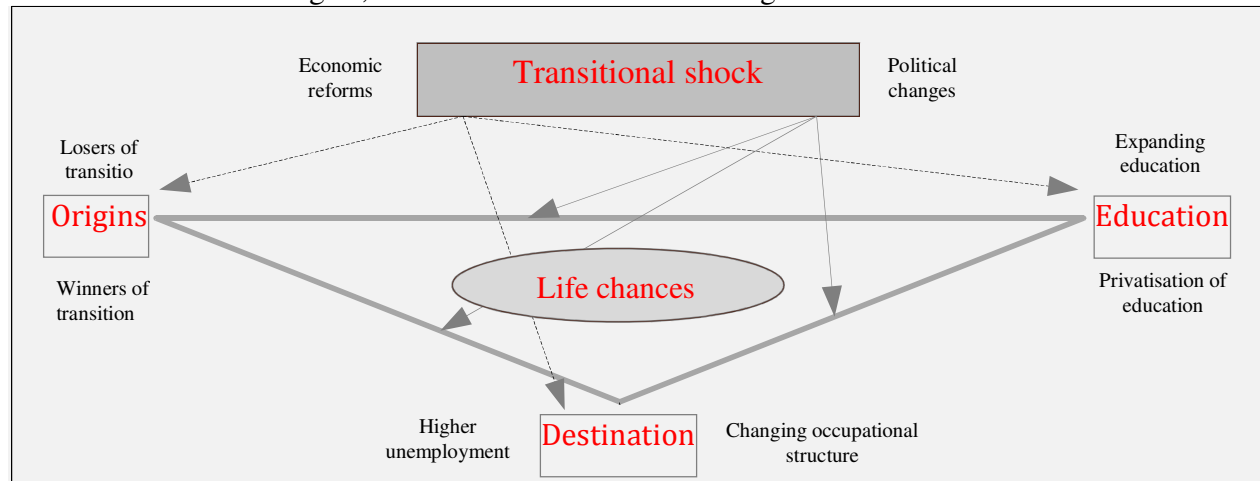 Economic
reforms
Transitional shock
Political
changes
Losers of
transitio
Expanding
education
Origins
Education
Winners of
transition
Life chances
Privatisation of
education
Higher
unemployment
Destination
Changing occupational
structure